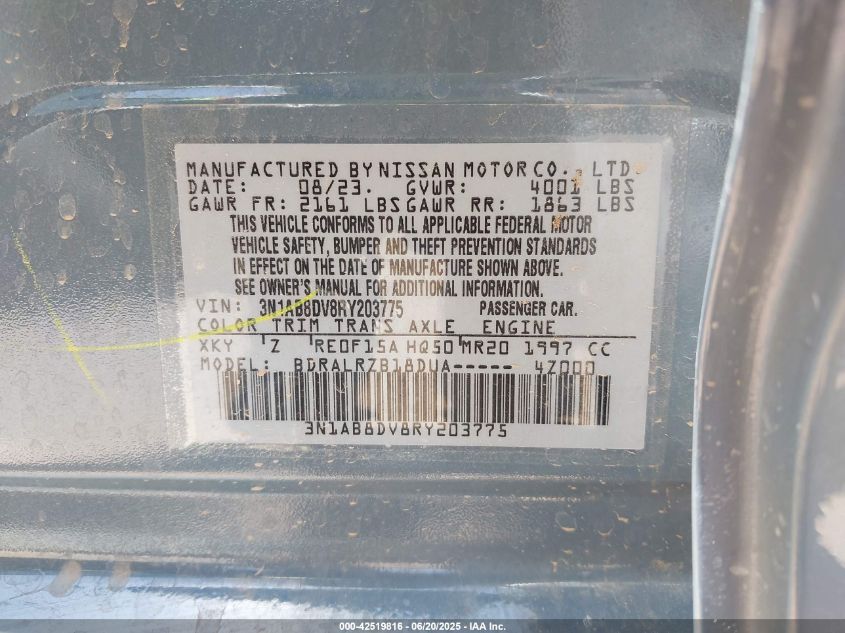 MANUFACTURED BY NISSAN MOTOR CO., LTD.
DATE: 08/23. GVWR: 4001 LBS
GAWR FR: 2161 LBS GAWR RR: 1863 LBS
THIS VEHICLE CONFORMS TO ALL APPLICABLE FEDERAL MOTOR
VEHICLE SAFETY, BUMPER AND THEFT PREVENTION STANDARDS
IN EFFECT ON THE DATE OF MANUFACTURE SHOWN ABOVE.
SEE OWNER'S MANUAL FOR ADDITIONAL INFORMATION.
VIN: 3N1AB8DV8RY203775 PASSENGER CAR.
COLOR TRIM TRANS AXLE ENGINE
XKY Z RE0F15A HQ50 MR20 1997 CC
MODEL: BDRALRZB18DUA----- 4Z000
3N1AB8DV8RY203775
000-42519816 - 06/20/2025 - IAA Inc.